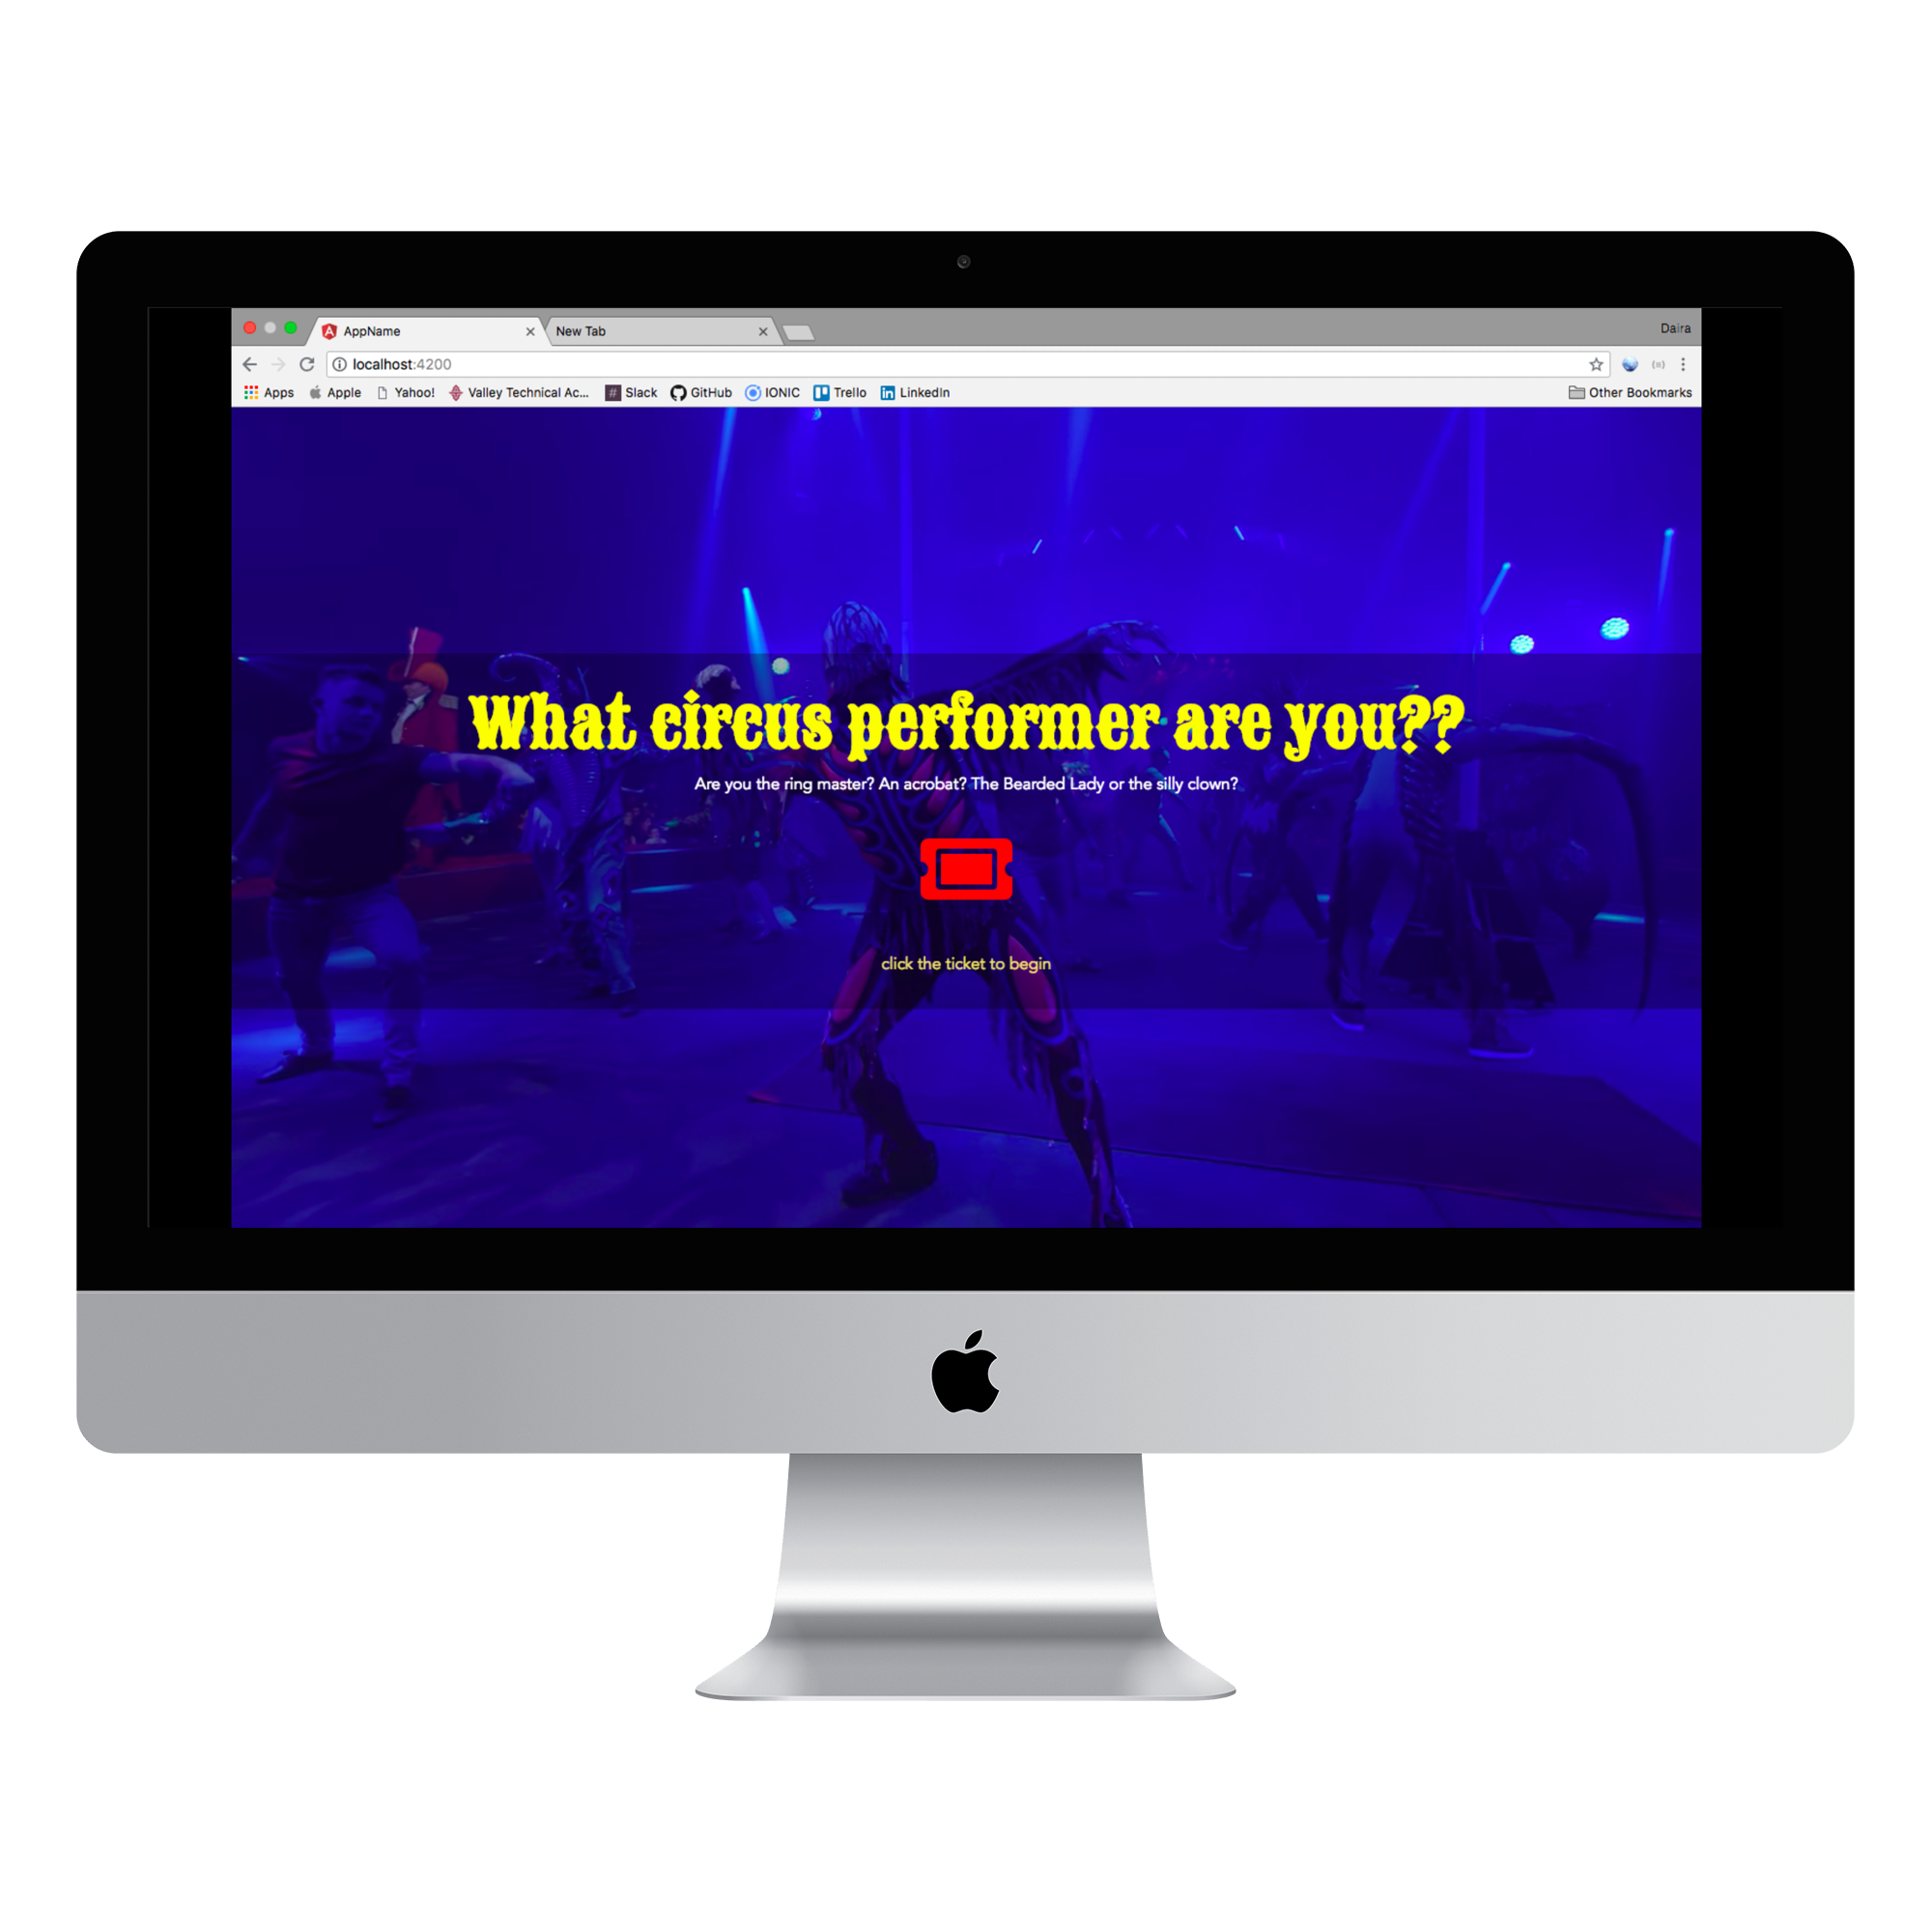 AppName
New Tab
Daira
localhost:4200
Apps Apple Yahoo! Valley Technical Ac... Slack GitHub IONIC Trello LinkedIn Other Bookmarks
What circus performer are you??
Are you the ring master? An acrobat? The Bearded Lady or the silly clown?
click the ticket to begin